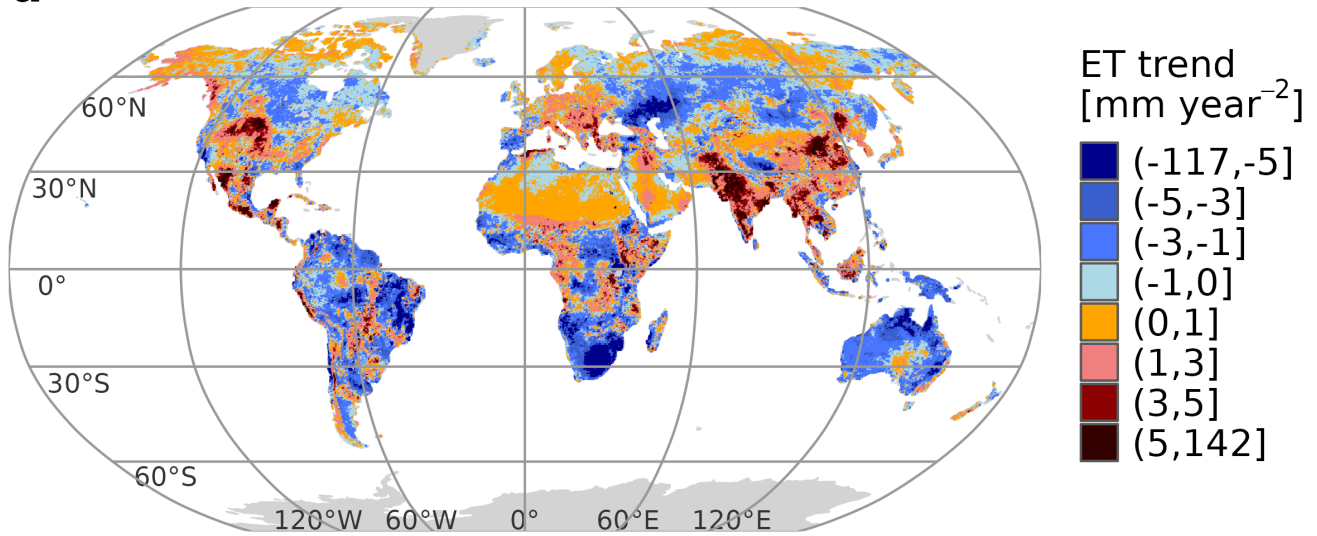 60°N
30°N
0°
30°S
60°S
120°W 60°W 0° 60°E 120°E
ET trend
[mm year⁻²]
(-117,-5]
(-5,-3]
(-3,-1]
(-1,0]
(0,1]
(1,3]
(3,5]
(5,142]